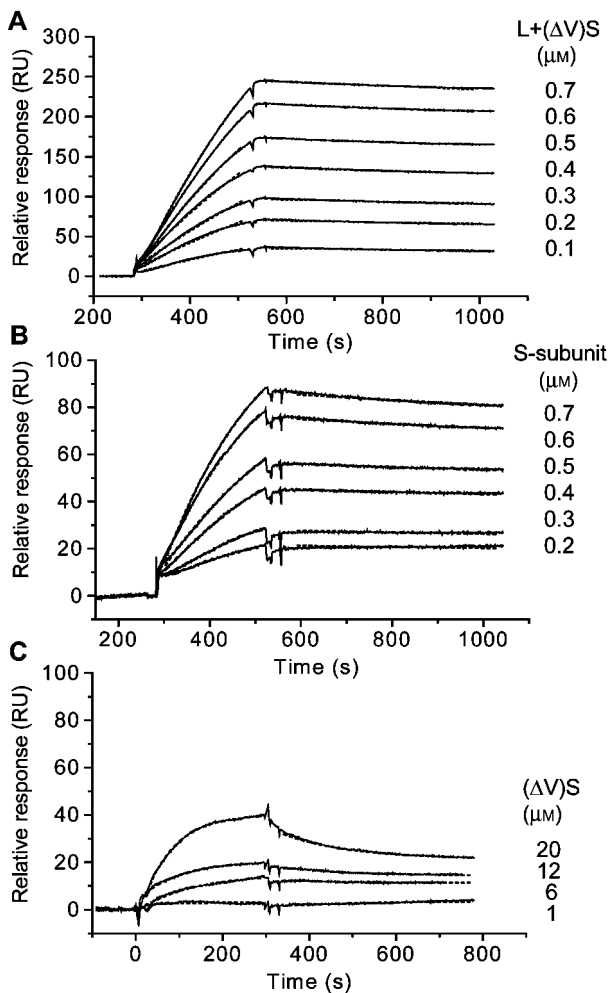 A
L+(ΔV)S
(μM)
Relative response (RU)
300
250
200
150
100
50
0
0.7
0.6
0.5
0.4
0.3
0.2
0.1
200 400 600 800 1000
Time (s)
B
S-subunit
(μM)
Relative response (RU)
100
80
60
40
20
0
0.7
0.6
0.5
0.4
0.3
0.2
200 400 600 800 1000
Time (s)
C
(ΔV)S
(μM)
Relative response (RU)
100
80
60
40
20
0
20
12
6
1
0 200 400 600 800
Time (s)